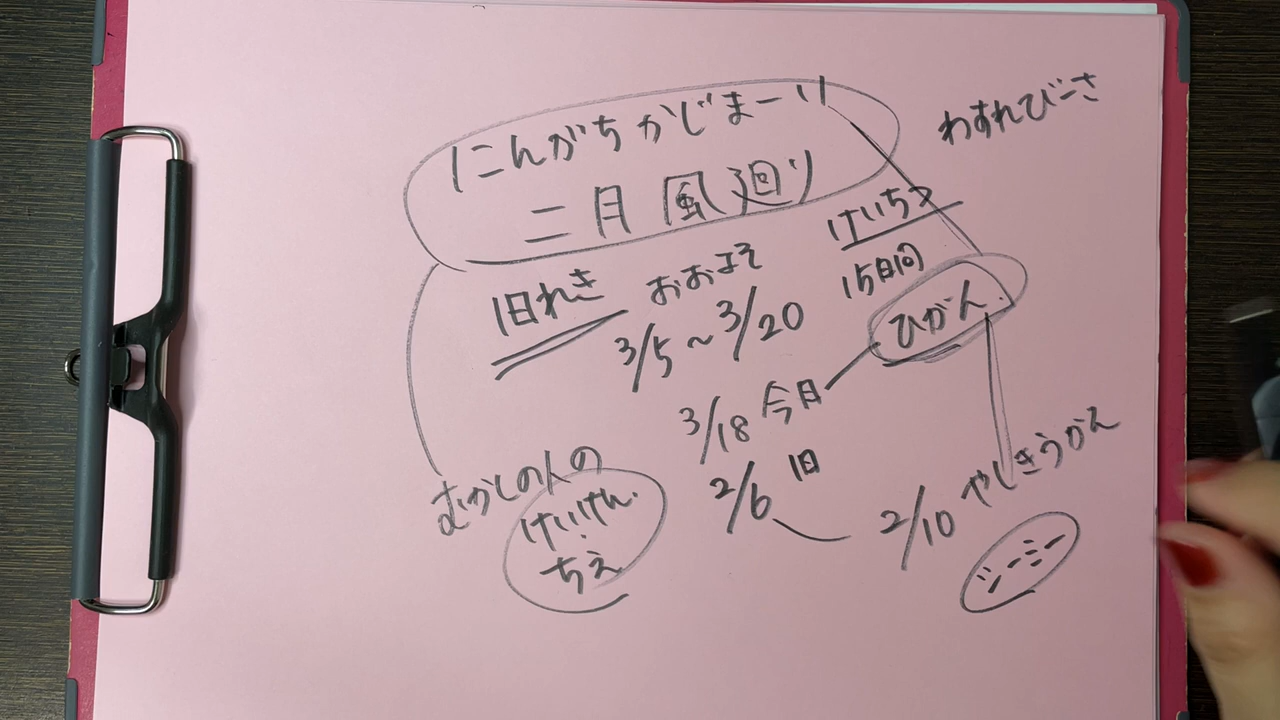 にんがちかじまーい
二月風廻り
わすれびーさ
旧れき
おおよそ
3/5～3/20
けいちつ
15日間
ひがん
3/18 今日
2/6 旧
2/10 やしきうがん
シーミー
むかしの人の
けいけん
ちえ